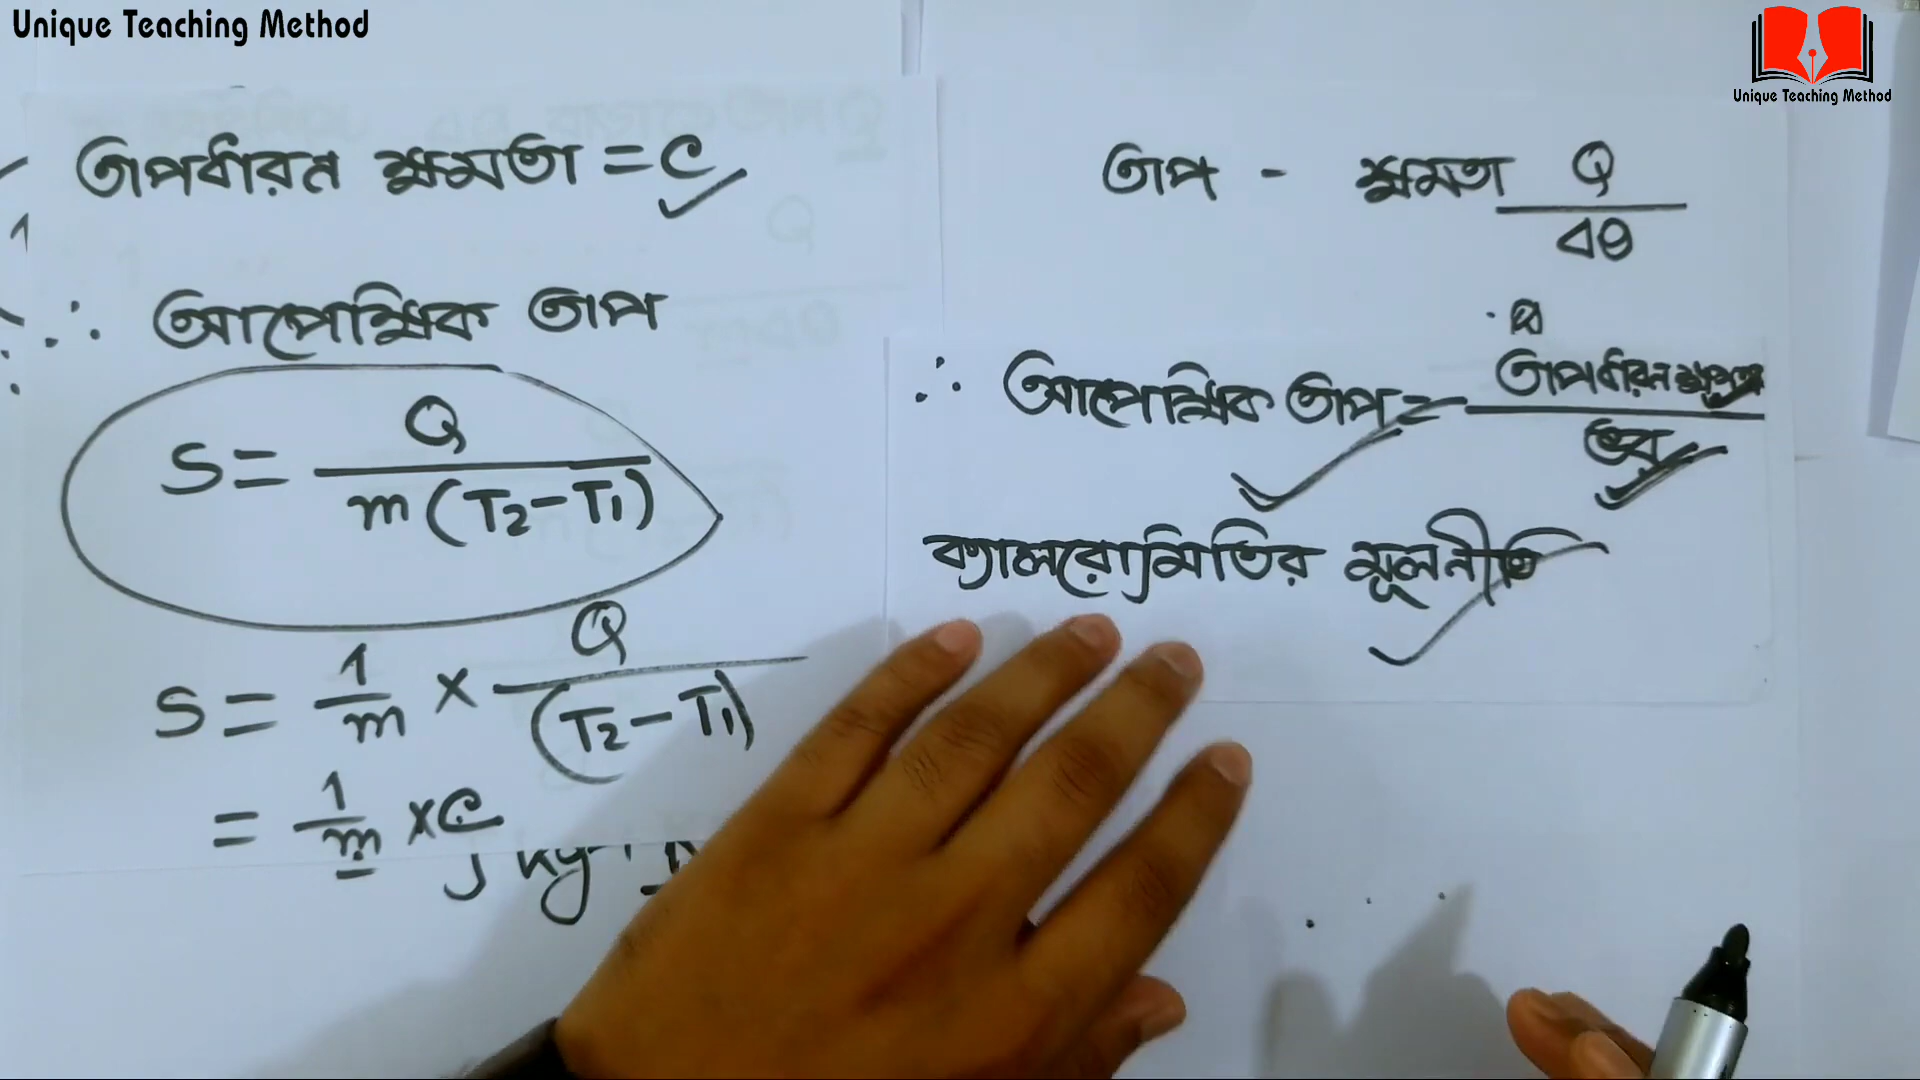 Unique Teaching Method
Unique Teaching Method
তাপধারন ক্ষমতা = C
∴ আপেক্ষিক তাপ
S = Q / m (T₂ - T₁)
S = 1/m × Q / (T₂ - T₁)
= 1/m × C
তাপ - ক্ষমতা Q / Δθ
∴ আপেক্ষিক তাপ = তাপধারন ক্ষমতা / ভর
ক্যালরোমিতির মূলনীতি